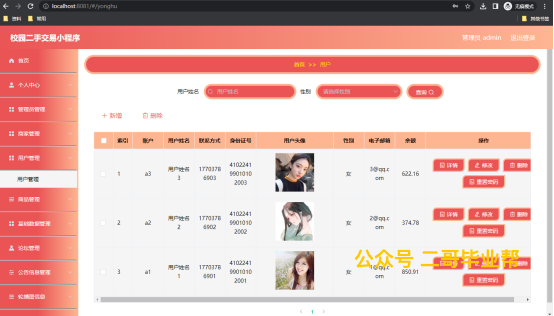 localhost:8081/#/yonghu
无痕模式
资料 常用
所有书签
校园二手交易小程序
管理员 admin 退出登录
首页
个人中心
管理员管理
商家管理
用户管理
用户管理
商品管理
基础数据管理
论坛管理
公告信息管理
轮播图信息
首页 >> 用户
用户姓名 用户姓名 性别 请选择性别 查询
+ 新增 删除
索引 账户 用户姓名 联系方式 身份证号 用户头像 性别 电子邮箱 余额 操作
1 a3 用户姓名3 17703786903 410224199010102003 女 3@qq.com 622.16 详情 修改 删除
重置密码
2 a2 用户姓名2 17703786902 410224199010102002 女 2@qq.com 374.78 详情 修改 删除
重置密码
3 a1 用户姓名1 17703786901 410224199010102001 女 1@qq.com 850.91
重置密码
公众号 二哥毕业帮
1